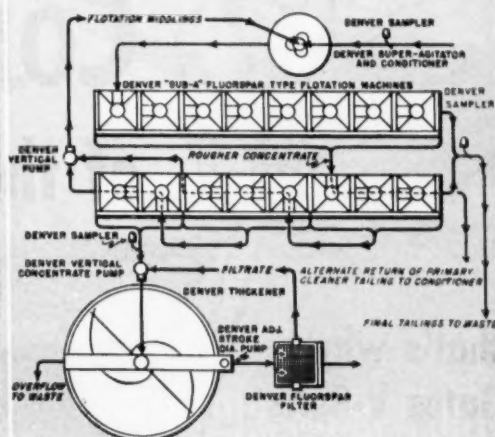 FLOTATION MIDDLINGS
DENVER SAMPLER
DENVER SUPER-AGITATOR
AND CONDITIONER
DENVER "SUB-A" FLUORSPAR TYPE FLOTATION MACHINES
DENVER
SAMPLER
DENVER
VERTICAL
PUMP
ROUGHER CONCENTRATE
DENVER SAMPLER
DENVER VERTICAL
CONCENTRATE PUMP
FILTRATE
ALTERNATE RETURN OF PRIMARY
CLEANER TAILING TO CONDITIONER
DENVER THICKENER
FINAL TAILINGS TO WASTE
DENVER ADJ.
STROKE
DIA. PUMP
OVERFLOW
TO WASTE
DENVER FLUORSPAR
FILTER